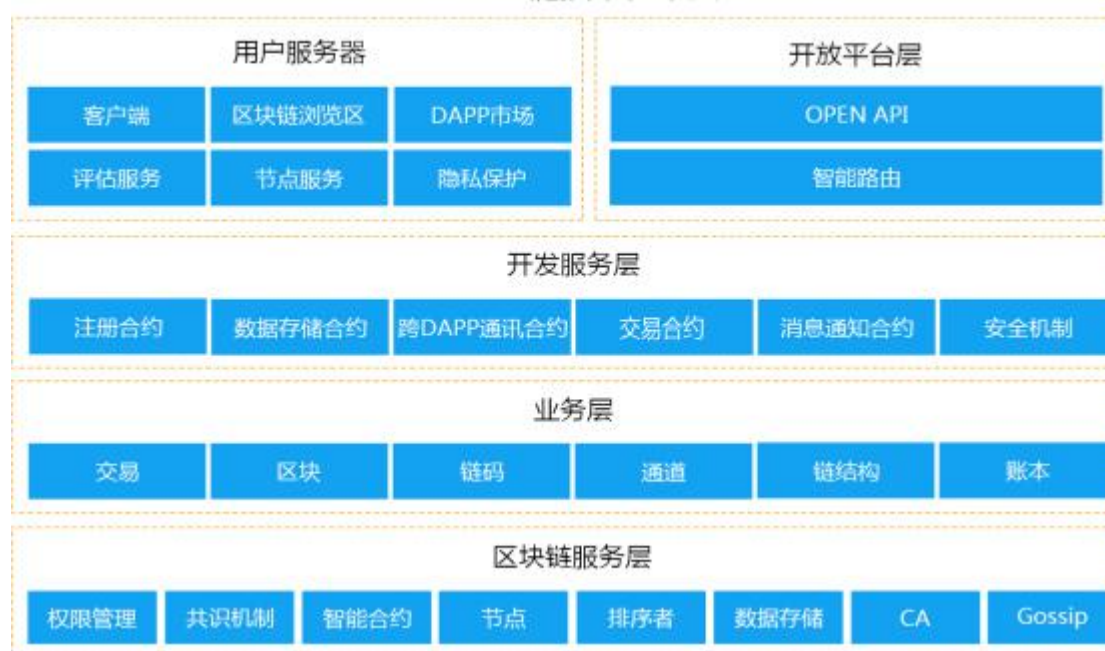 用户服务器
开放平台层
客户端 区块链浏览区 DAPP市场
OPEN API
评估服务 节点服务 隐私保护
智能路由
开发服务层
注册合约 数据存储合约 跨DAPP通讯合约 交易合约 消息通知合约 安全机制
业务层
交易 区块 链码 通道 链结构 账本
区块链服务层
权限管理 共识机制 智能合约 节点 排序者 数据存储 CA Gossip